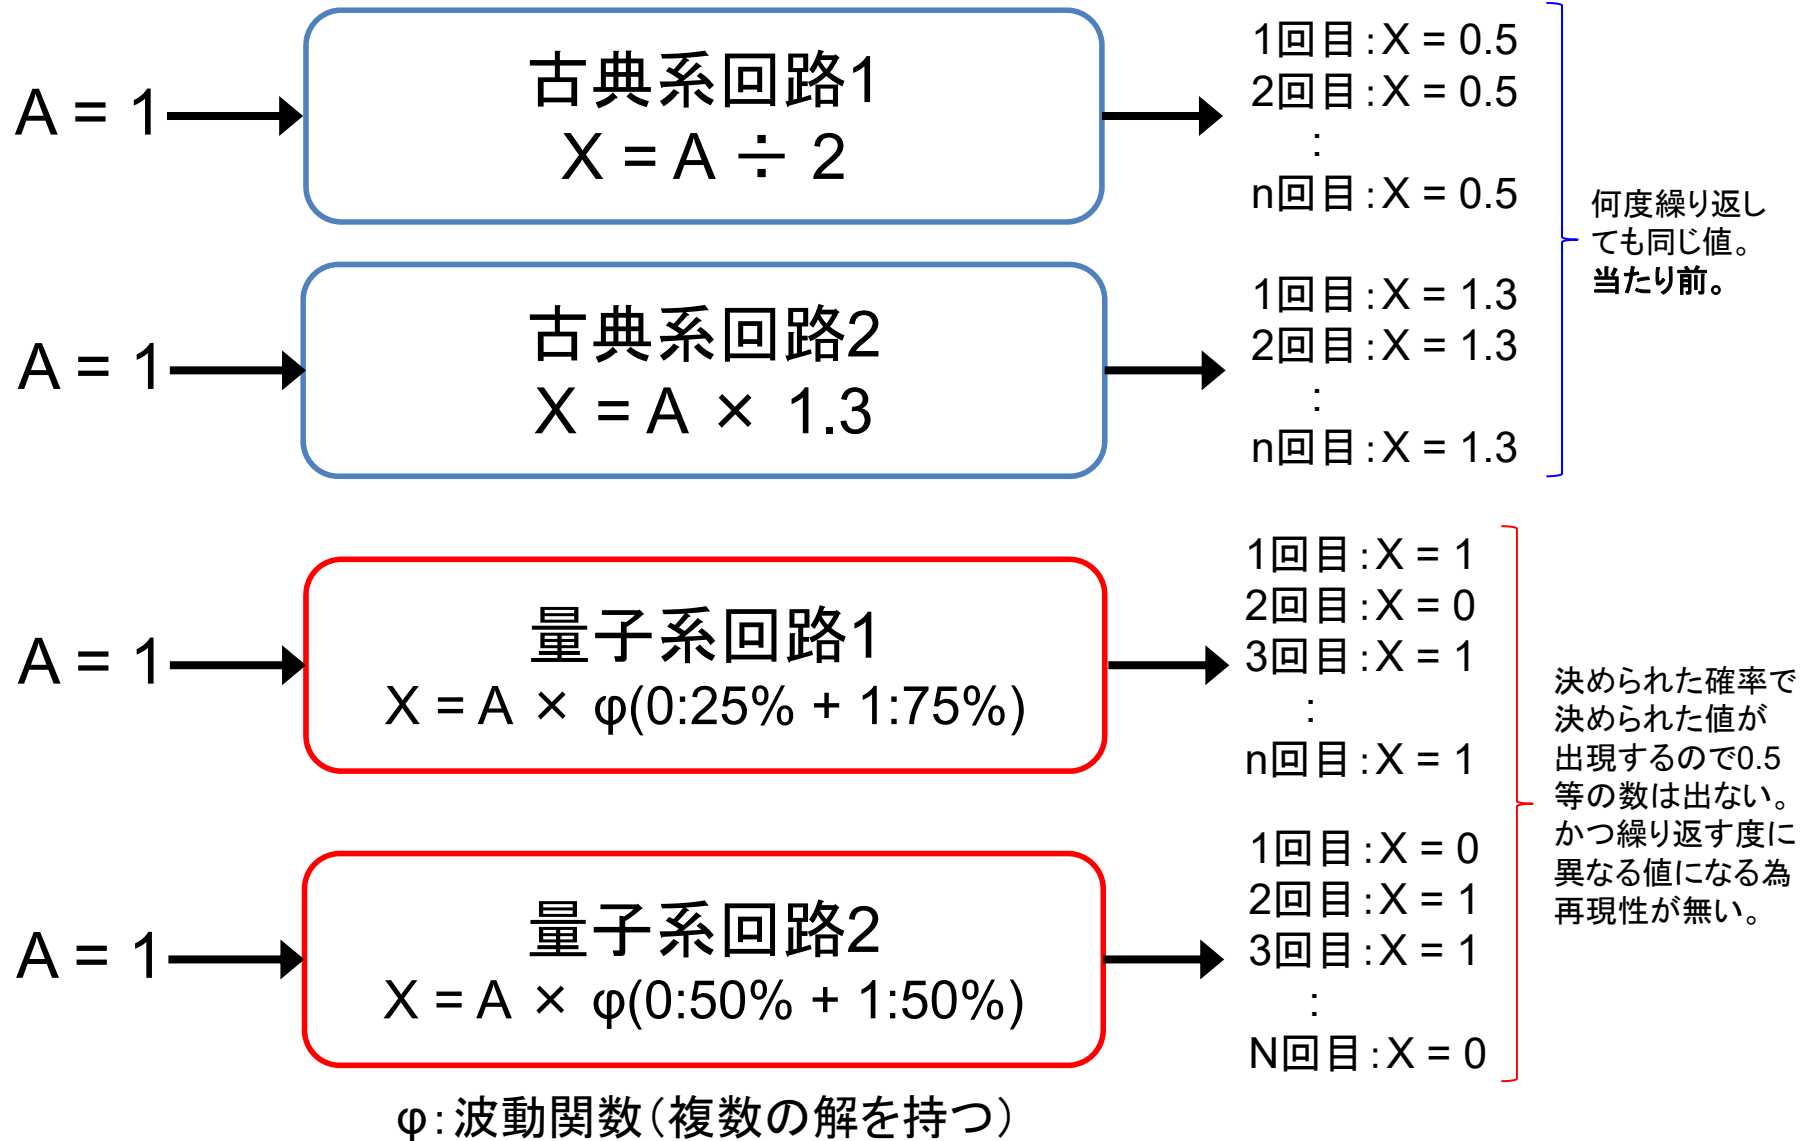 A = 1
古典系回路1
X = A ÷ 2
1回目:X = 0.5
2回目:X = 0.5
:
n回目:X = 0.5
A = 1
古典系回路2
X = A × 1.3
1回目:X = 1.3
2回目:X = 1.3
:
n回目:X = 1.3
何度繰り返し
ても同じ値。
当たり前。
A = 1
量子系回路1
X = A × φ(0:25% + 1:75%)
1回目:X = 1
2回目:X = 0
3回目:X = 1
:
n回目:X = 1
A = 1
量子系回路2
X = A × φ(0:50% + 1:50%)
1回目:X = 0
2回目:X = 1
3回目:X = 1
:
N回目:X = 0
決められた確率で
決められた値が
出現するので0.5
等の数は出ない。
かつ繰り返す度に
異なる値になる為
再現性が無い。
φ:波動関数(複数の解を持つ)